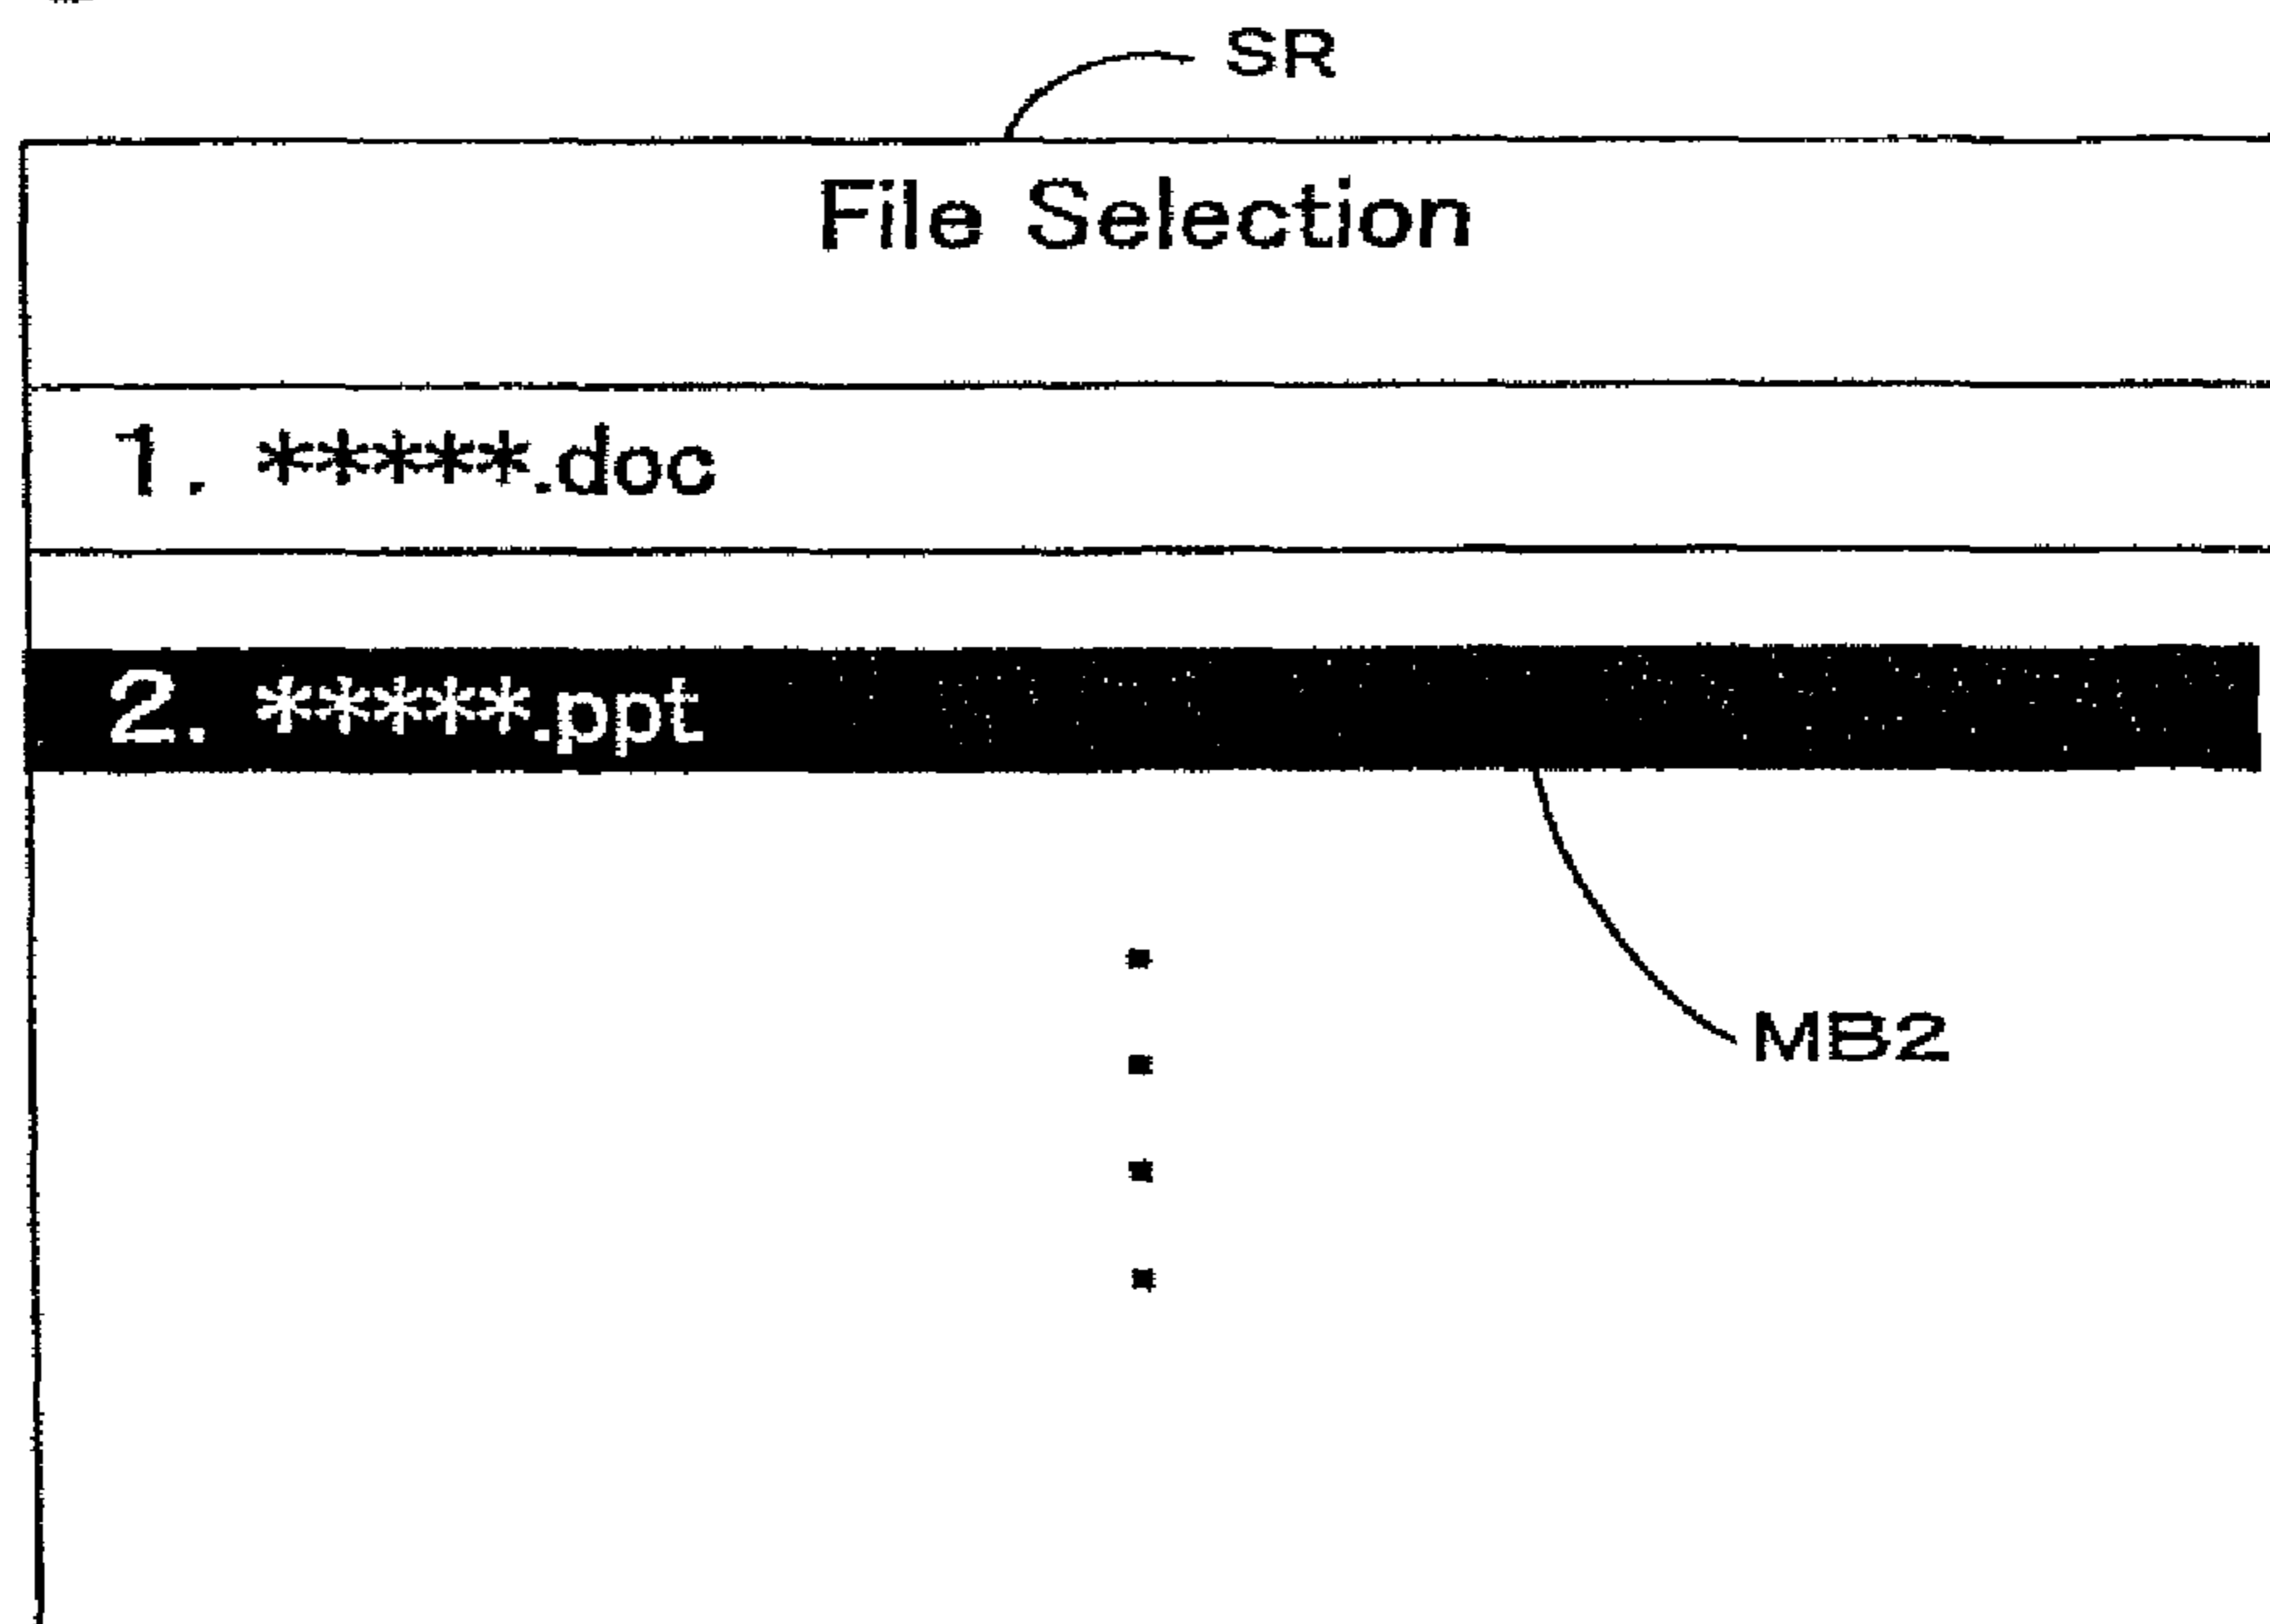 SR
File Selection
1. *****.doc
2. *****.ppt
MB2